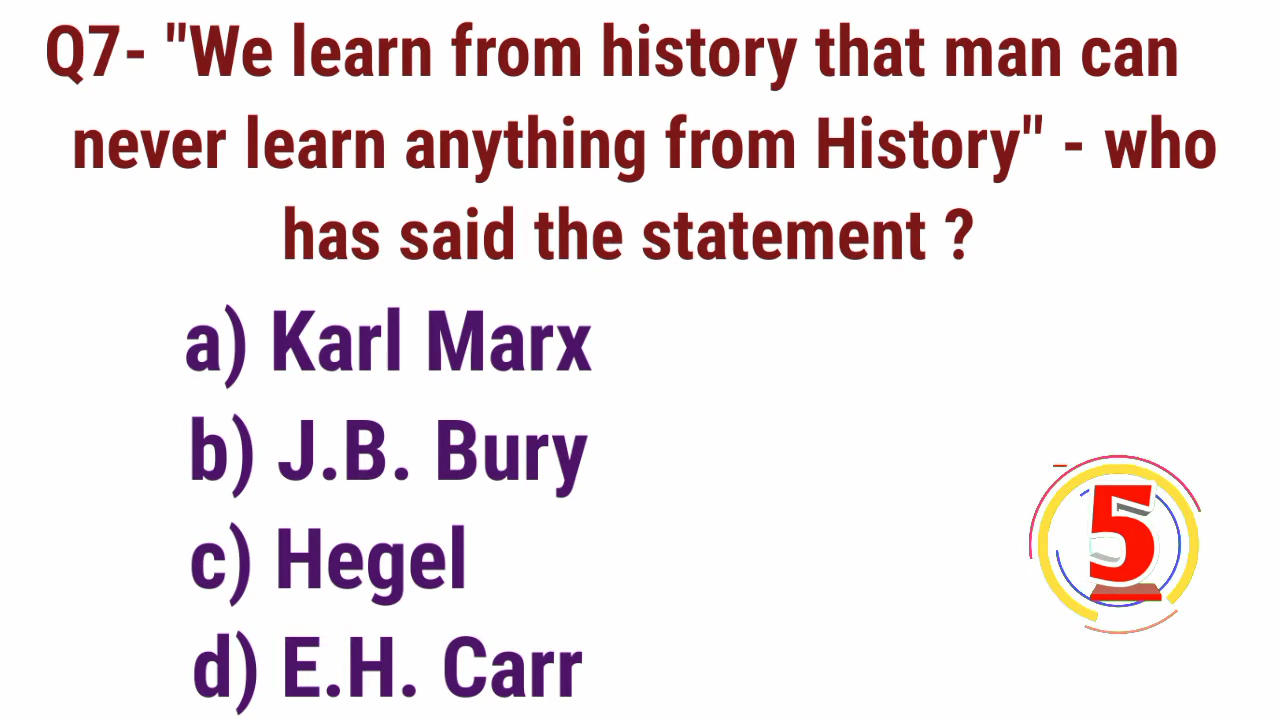 Q7- "We learn from history that man can
never learn anything from History" - who
has said the statement ?
a) Karl Marx
b) J.B. Bury
c) Hegel
d) E.H. Carr
5